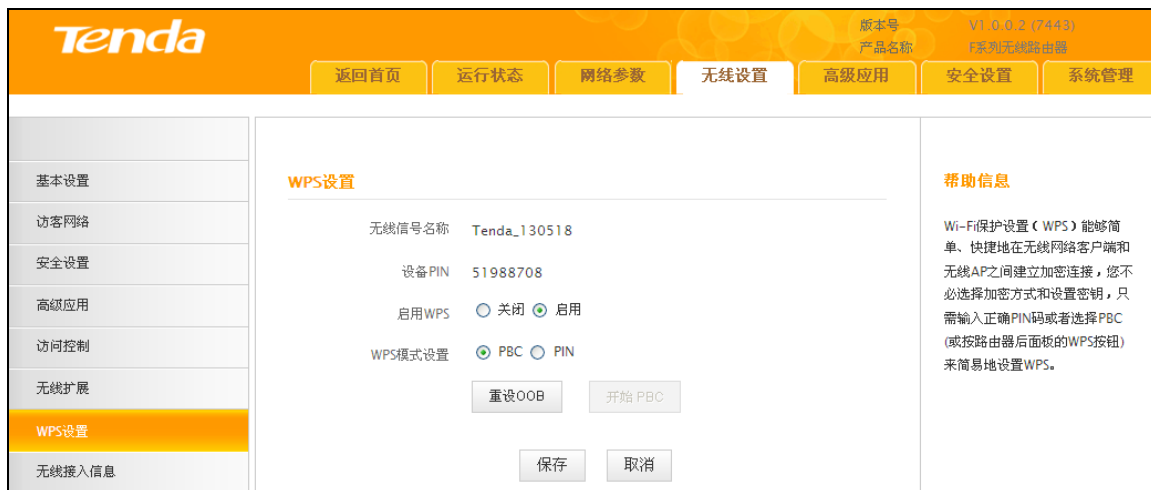 Tenda
版本号 V1.0.0.2 (7443)
产品名称 F系列无线路由器
返回首页 运行状态 网络参数 无线设置 高级应用 安全设置 系统管理
基本设置
访客网络
安全设置
高级应用
访问控制
无线扩展
WPS设置
无线接入信息
WPS设置
无线信号名称 Tenda_130518
设备PIN 51988708
启用WPS 关闭 启用
WPS模式设置 PBC PIN
重设OOB 开始 PBC
保存 取消
帮助信息
Wi-Fi保护设置（WPS）能够简
单、快捷地在无线网络客户端和
无线AP之间建立加密连接，您不
必选择加密方式和设置密钥，只
需输入正确PIN码或者选择PBC
(或按路由器后面板的WPS按钮)
来简易地设置WPS。